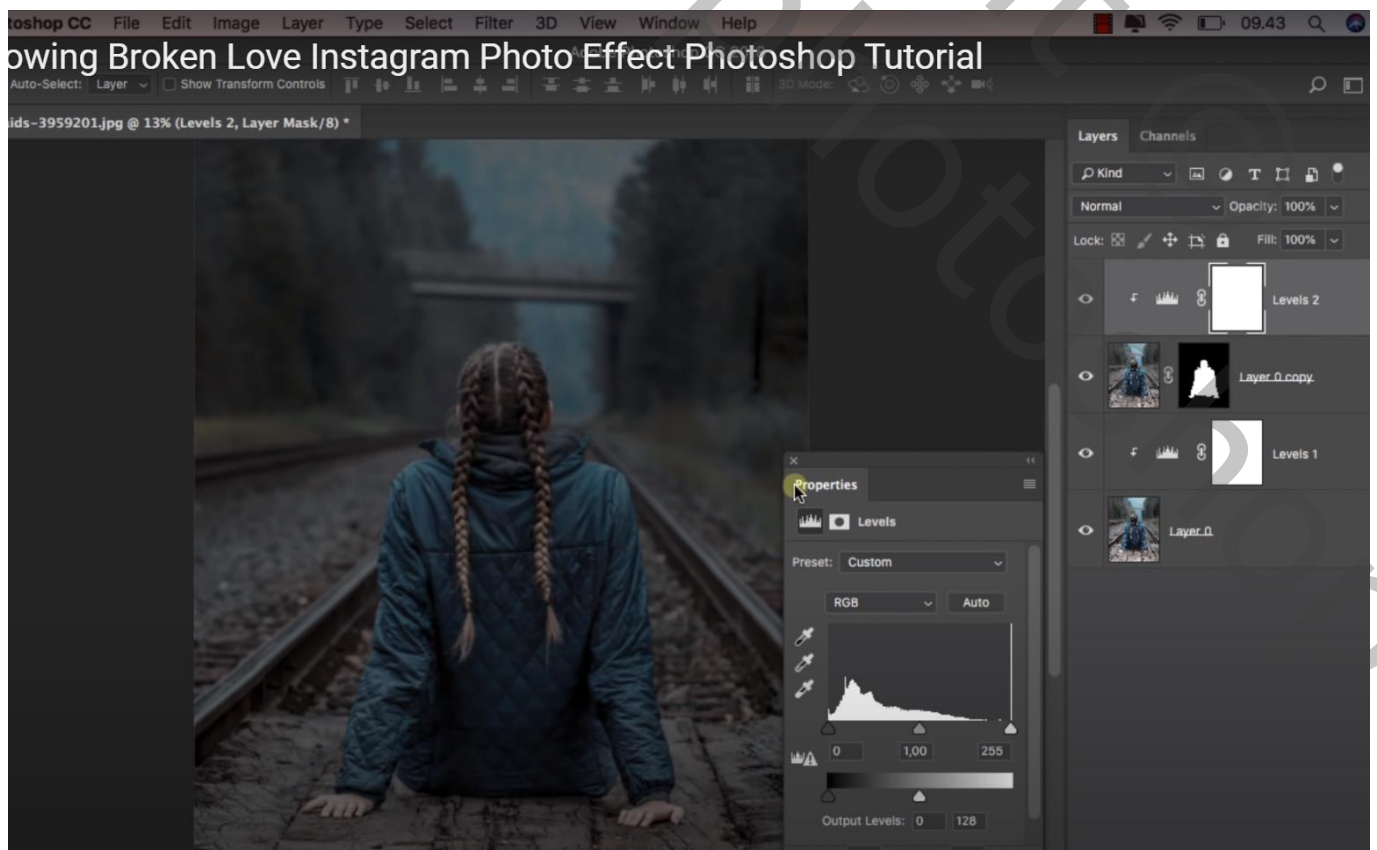 toshop CC File Edit Image Layer Type Select Filter 3D View Window Help 09.43
owing Broken Love Instagram Photo Effect Photoshop Tutorial
Auto-Select: Layer Show Transform Controls 3D Mode:
ids-3959201.jpg @ 13% (Levels 2, Layer Mask/8) *
Layers Channels
Kind
Normal Opacity: 100%
Lock: Fill: 100%
Levels 2
Layer 0 copy
Levels 1
Layer 0
Properties
Levels
Preset: Custom
RGB Auto
0 1,00 255
Output Levels: 0 128